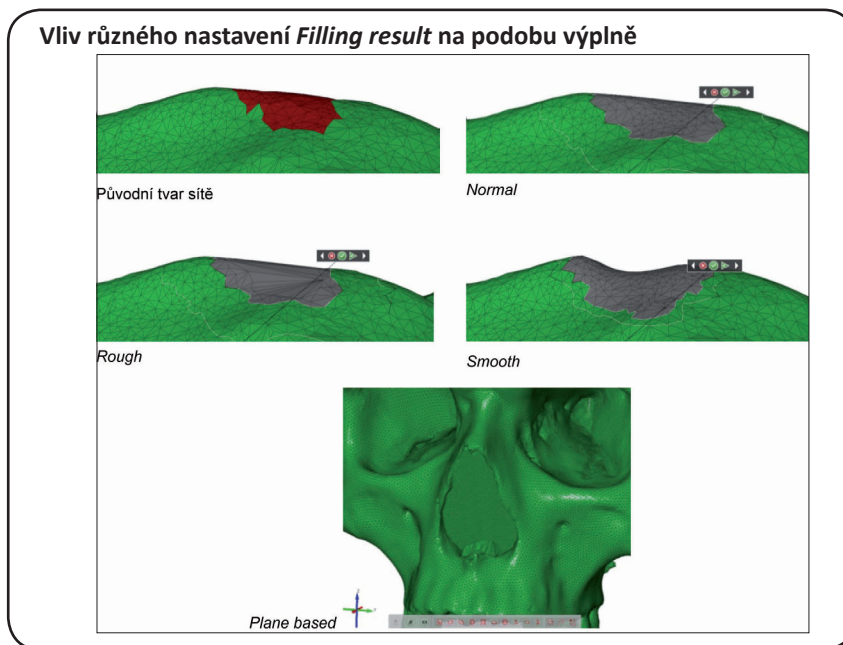 Vliv různého nastavení Filling result na podobu výplně
Původní tvar sítě
Normal
Rough
Smooth
Plane based